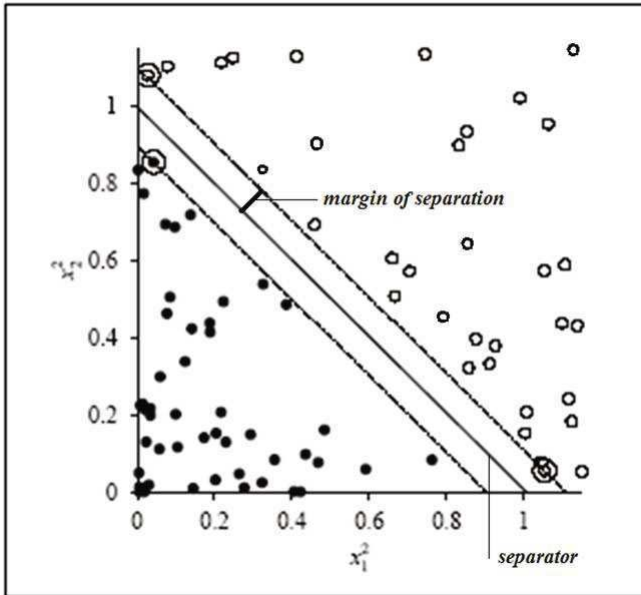 1
0.8
0.6
0.4
0.2
0
x₂²
0 0.2 0.4 0.6 0.8 1
x₁²
margin of separation
separator